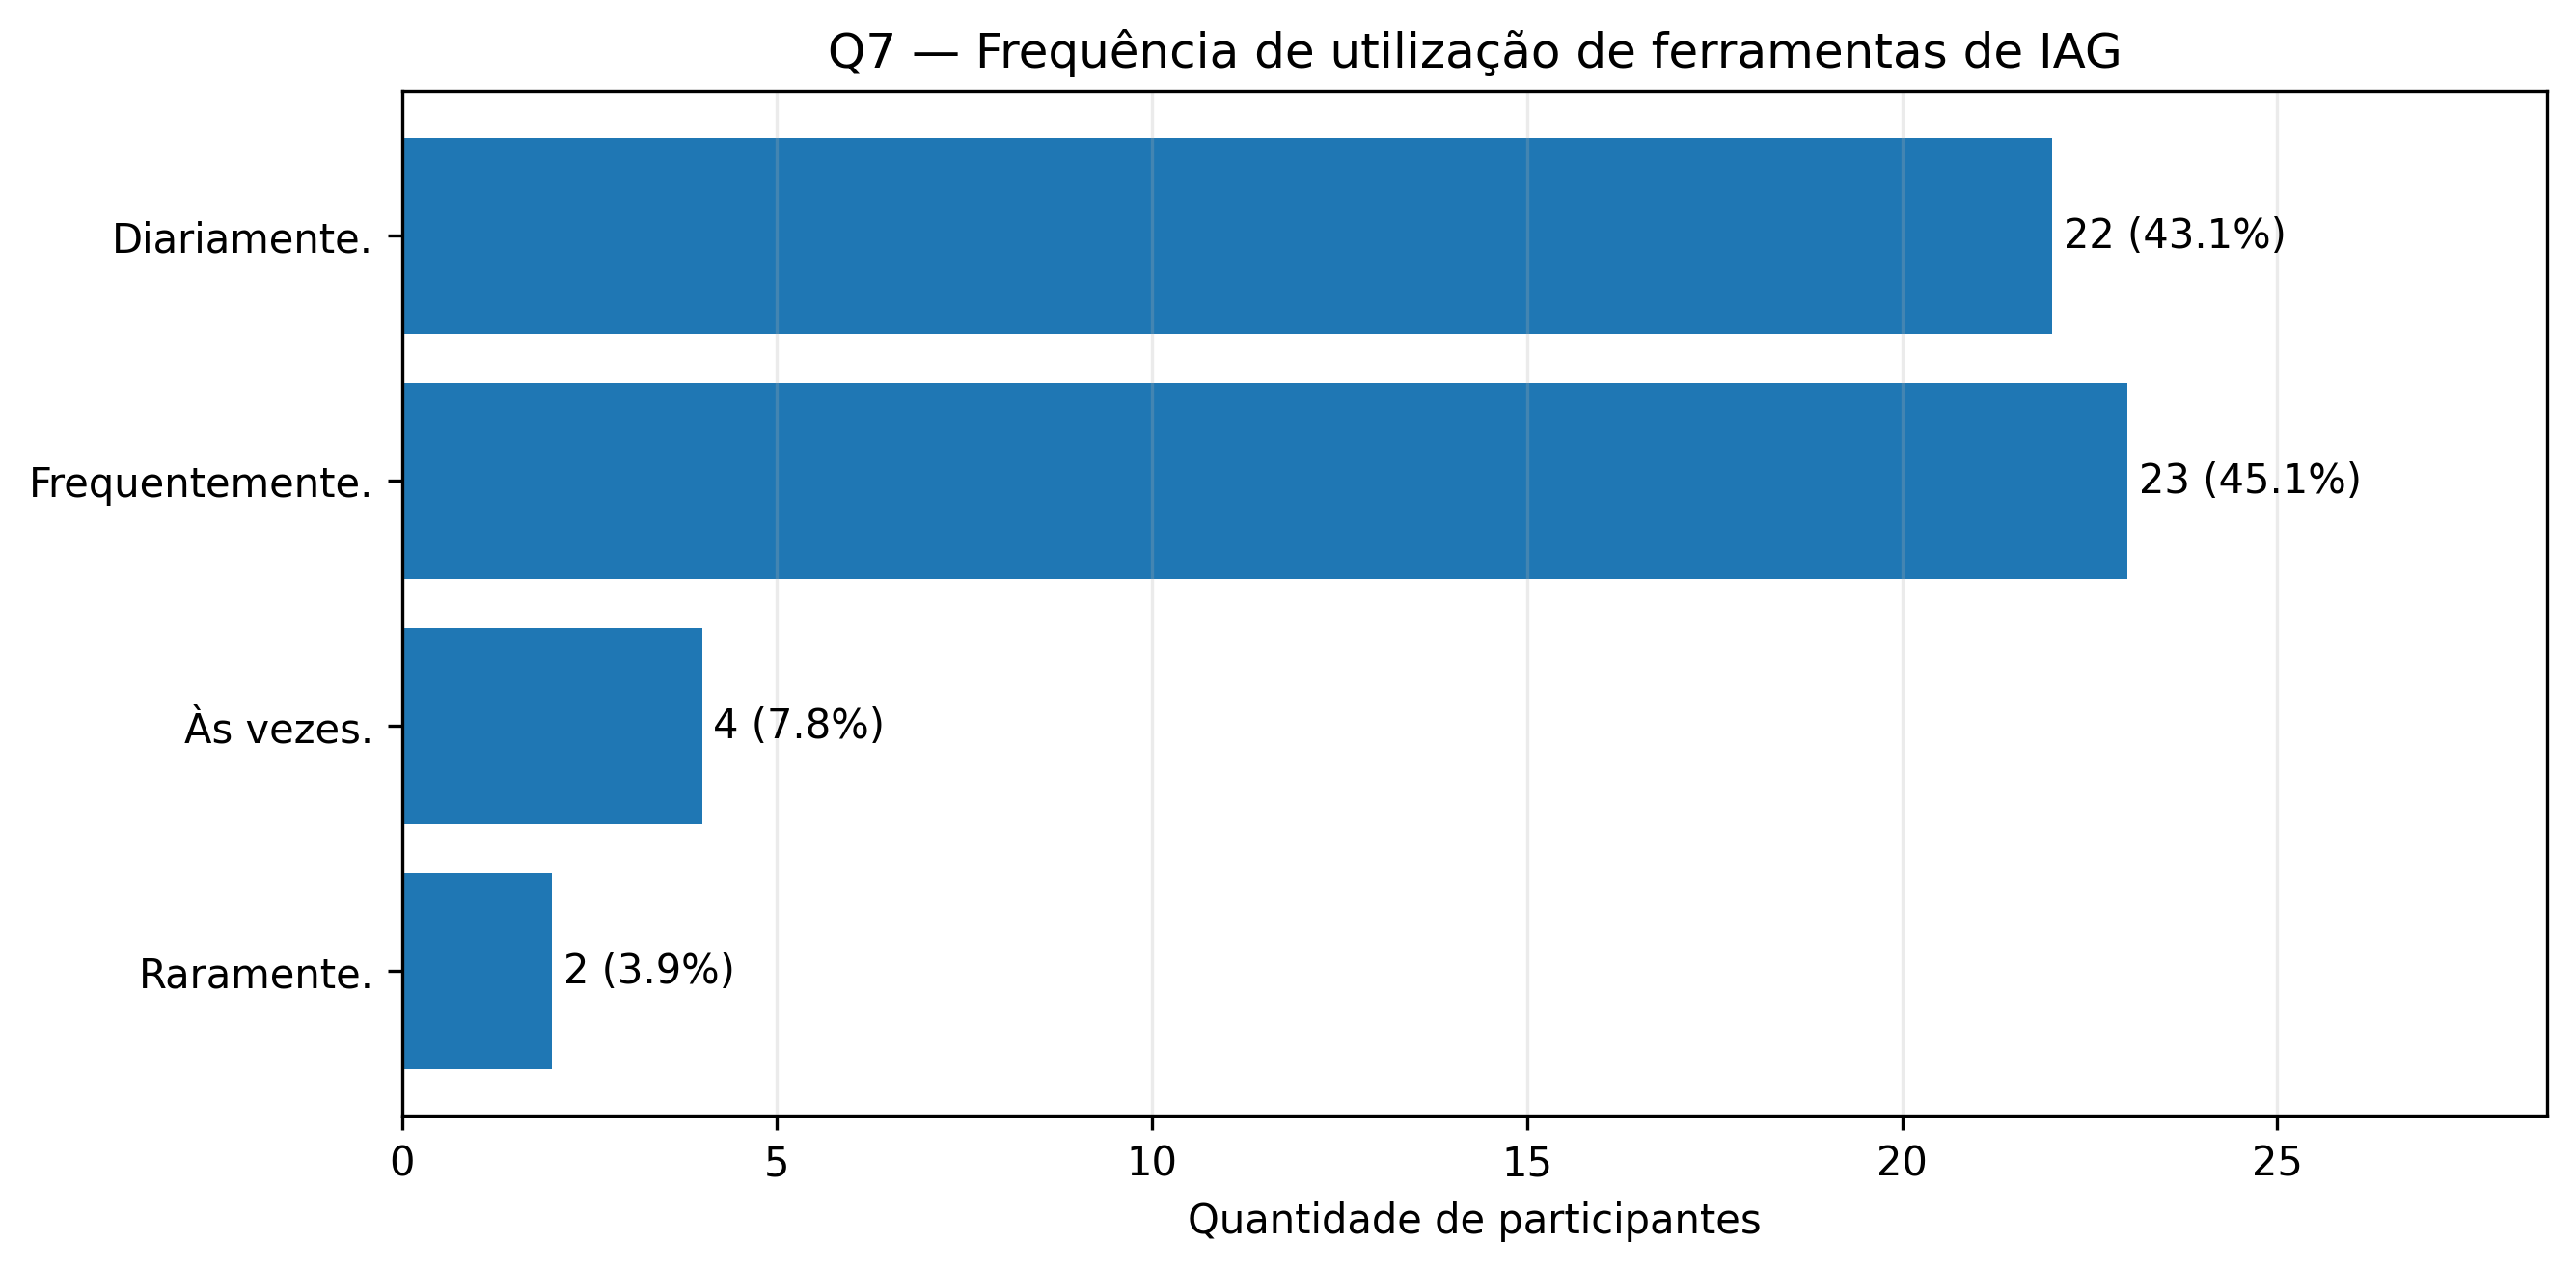 Q7 — Frequência de utilização de ferramentas de IAG
Diariamente.
22 (43.1%)
Frequentemente.
23 (45.1%)
Às vezes.
4 (7.8%)
Raramente.
2 (3.9%)
0 5 10 15 20 25
Quantidade de participantes